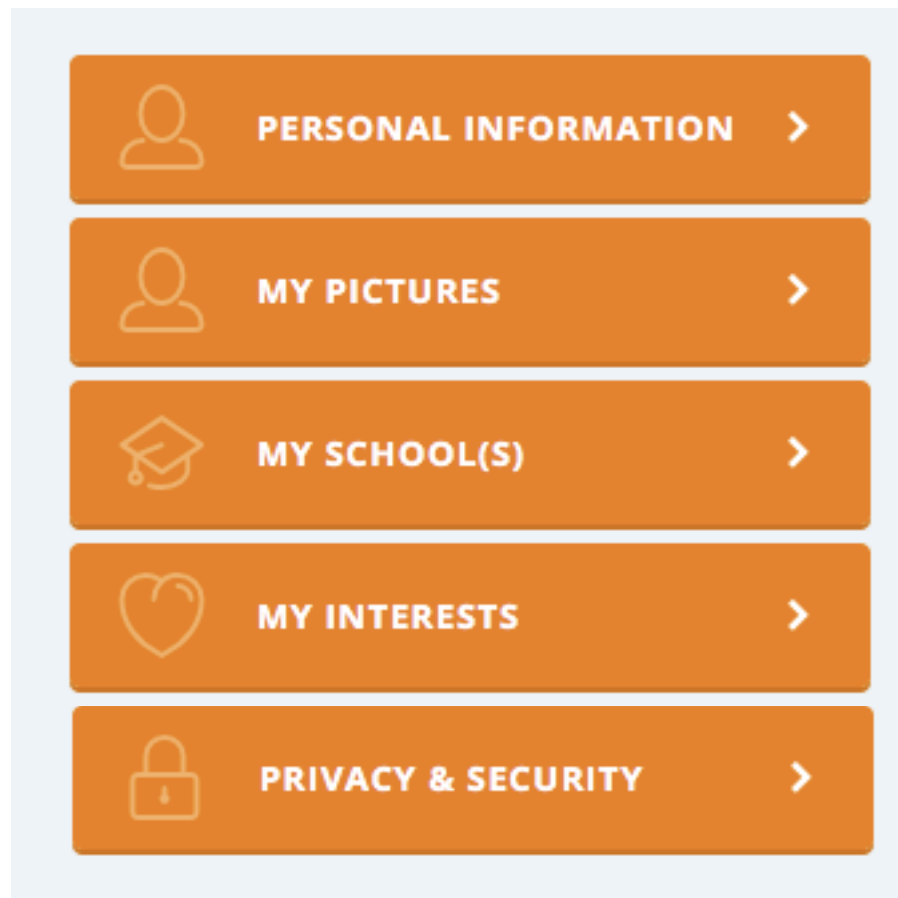 PERSONAL INFORMATION
MY PICTURES
MY SCHOOL(S)
MY INTERESTS
PRIVACY & SECURITY